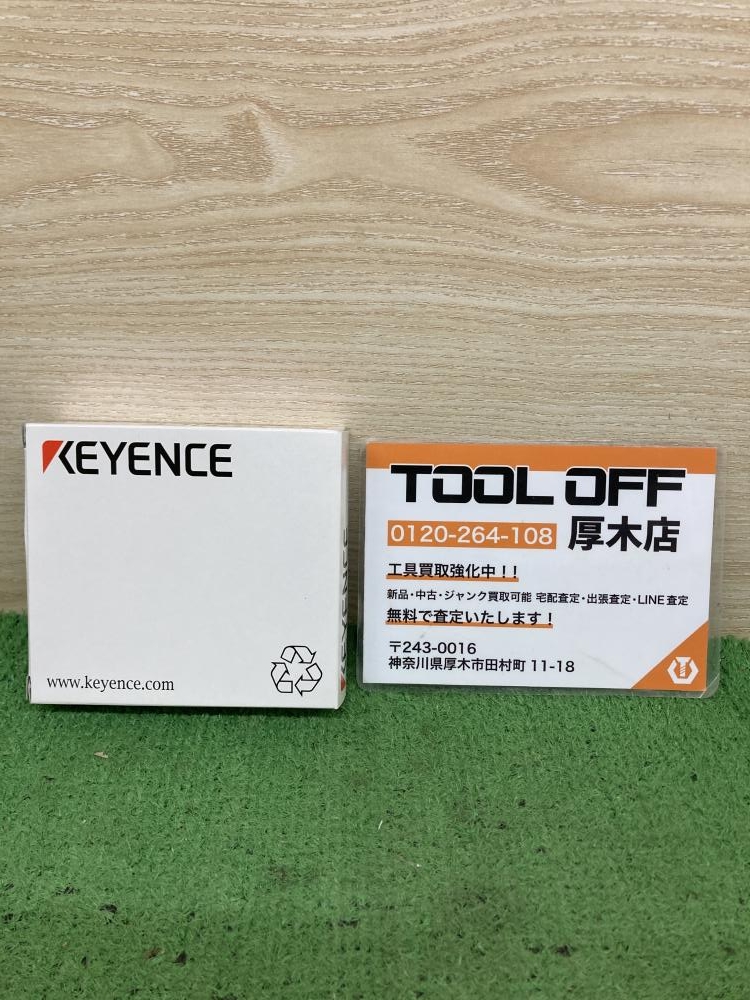 KEYENCE
www.keyence.com
KEYENCE
TOOL OFF
0120-264-108 厚木店
工具買取強化中！！
新品・中古・ジャンク買取可能 宅配査定・出張査定・LINE査定
無料で査定いたします！
〒243-0016
神奈川県厚木市田村町 11-18